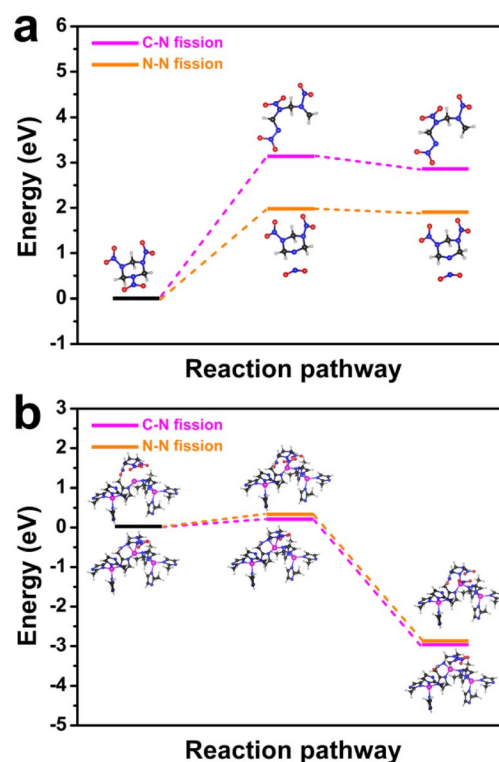 a
6
5
4
3
2
1
0
-1
Energy (eV)
C-N fission
N-N fission
Reaction pathway
b
3
2
1
0
-1
-2
-3
-4
-5
Energy (eV)
C-N fission
N-N fission
Reaction pathway